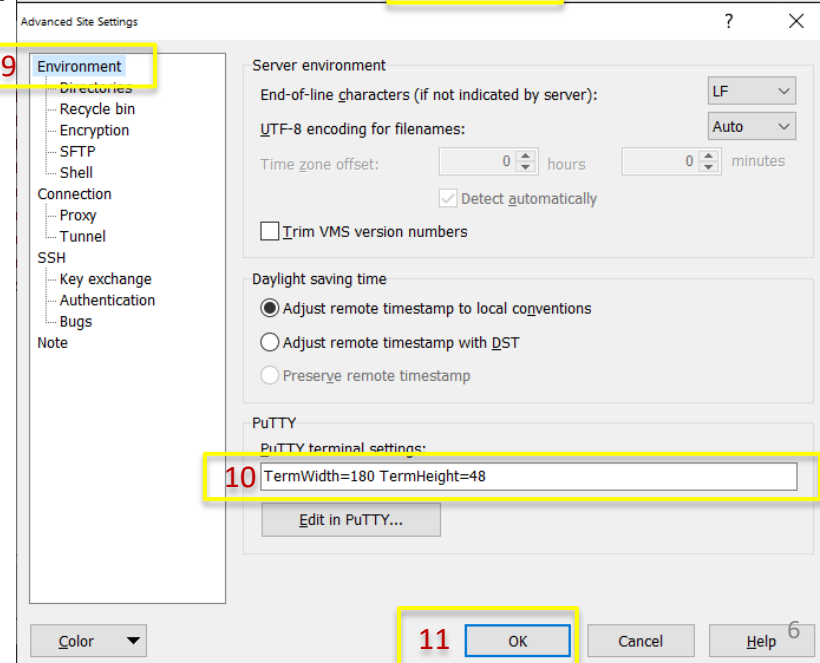 Advanced Site Settings ? X
9 Environment
Directories
Recycle bin
Encryption
SFTP
Shell
Connection
Proxy
Tunnel
SSH
Key exchange
Authentication
Bugs
Note
Server environment
End-of-line characters (if not indicated by server): LF
UTF-8 encoding for filenames: Auto
Time zone offset: 0 hours 0 minutes
Detect automatically
Trim VMS version numbers
Daylight saving time
Adjust remote timestamp to local conventions
Adjust remote timestamp with DST
Preserve remote timestamp
PuTTY
PuTTY terminal settings:
10 TermWidth=180 TermHeight=48
Edit in PuTTY...
Color 11 OK Cancel Help 6